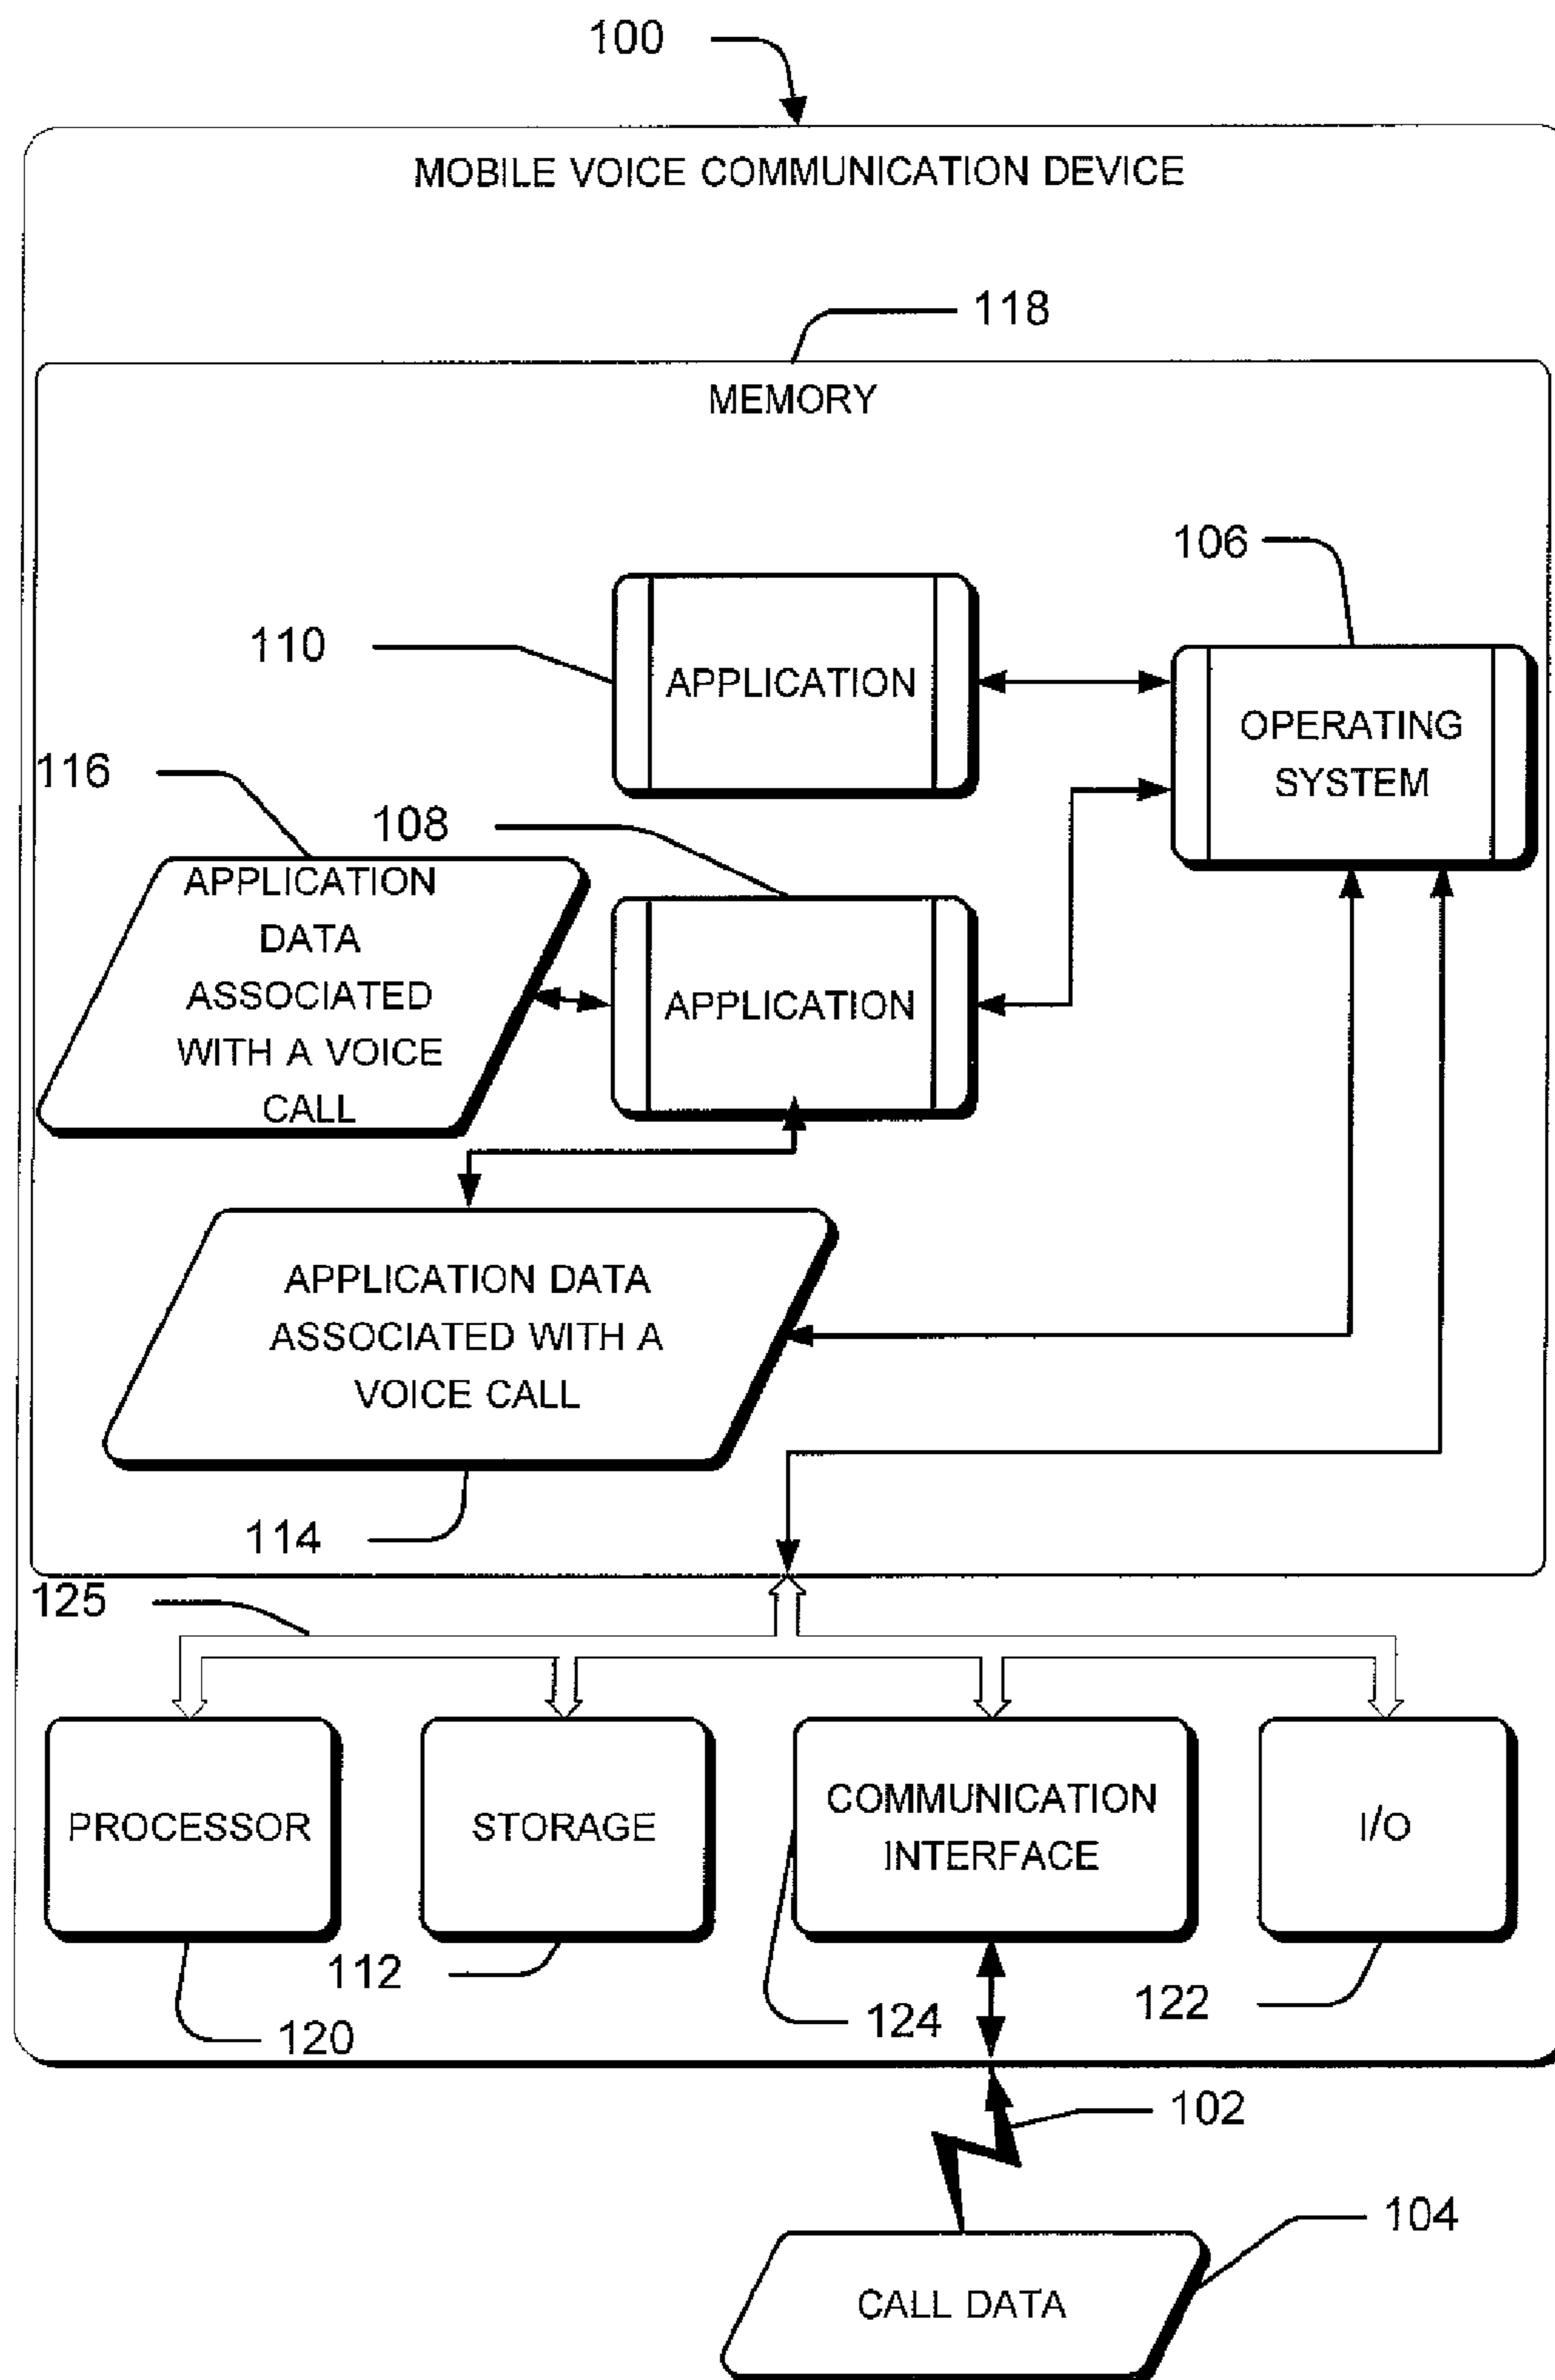 100
MOBILE VOICE COMMUNICATION DEVICE
118
MEMORY
106
110
APPLICATION
OPERATING
SYSTEM
116
108
APPLICATION
DATA
ASSOCIATED
WITH A VOICE
CALL
APPLICATION
APPLICATION DATA
ASSOCIATED WITH A
VOICE CALL
114
125
PROCESSOR
STORAGE
COMMUNICATION
INTERFACE
I/O
112
124
122
120
102
104
CALL DATA